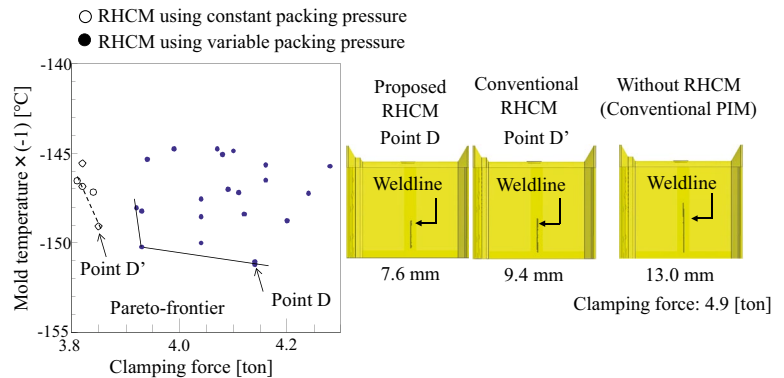 RHCM using constant packing pressure
RHCM using variable packing pressure
Mold temperature × (-1) [℃]
-140
-145
-150
-155
3.8
4.0
4.2
Clamping force [ton]
Point D’
Point D
Pareto-frontier
Proposed
RHCM
Point D
Weldline
7.6 mm
Conventional
RHCM
Point D’
Weldline
9.4 mm
Without RHCM
(Conventional PIM)
Weldline
13.0 mm
Clamping force: 4.9 [ton]